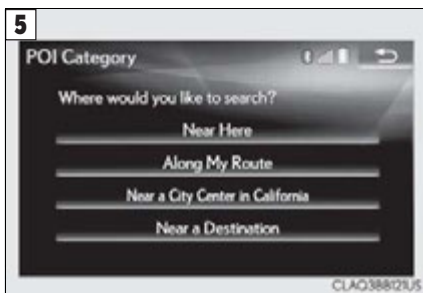 5
POI Category
Where would you like to search?
Near Here
Along My Route
Near a City Center in California
Near a Destination
CLAQ388121US